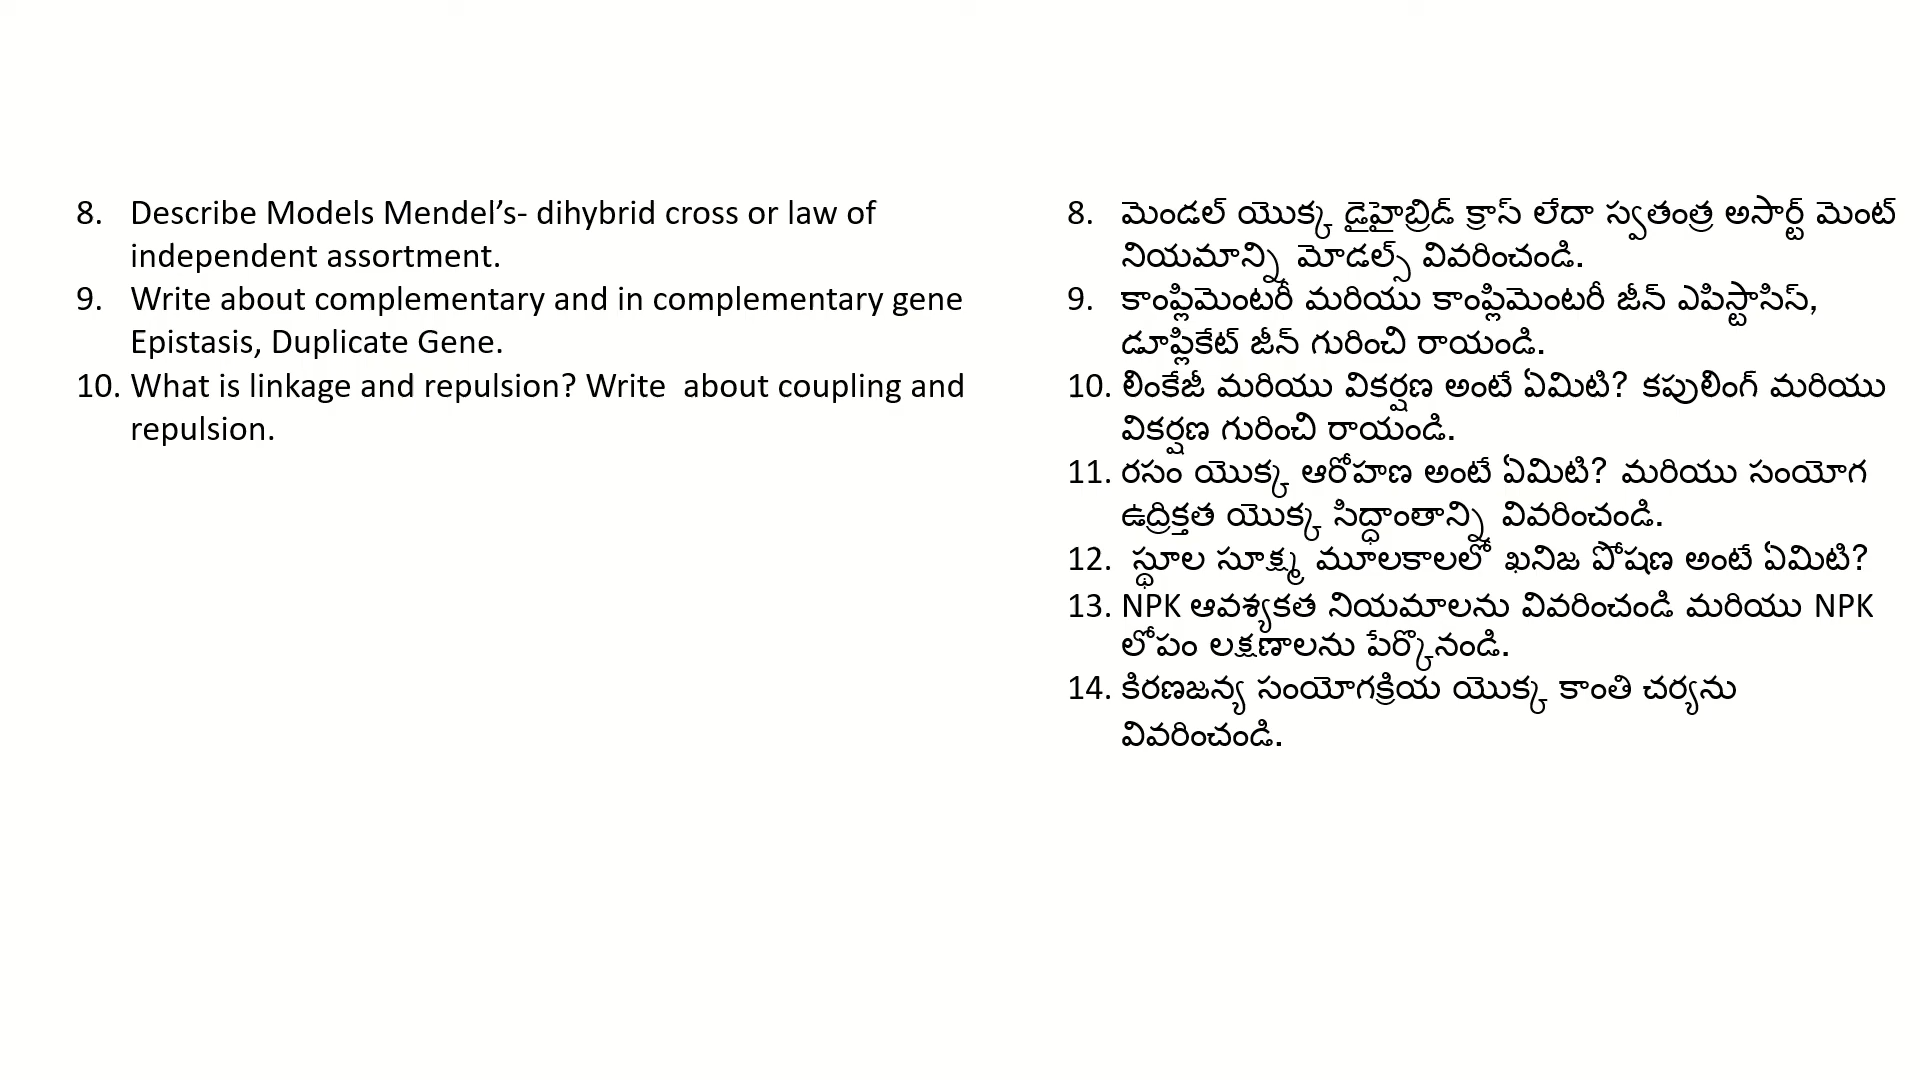 8. Describe Models Mendel’s- dihybrid cross or law of
independent assortment.
9. Write about complementary and in complementary gene
Epistasis, Duplicate Gene.
10. What is linkage and repulsion? Write  about coupling and
repulsion.
8. మెండల్ యొక్క డైహైబ్రిడ్ క్రాస్ లేదా స్వతంత్ర అసార్ట్ మెంట్
నియమాన్ని మోడల్స్ వివరించండి.
9. కాంప్లిమెంటరీ మరియు కాంప్లిమెంటరీ జీన్ ఎపిస్టాసిస్,
డూప్లికేట్ జీన్ గురించి రాయండి.
10. లింకేజీ మరియు వికర్షణ అంటే ఏమిటి? కపులింగ్ మరియు
వికర్షణ గురించి రాయండి.
11. రసం యొక్క ఆరోహణ అంటే ఏమిటి? మరియు సంయోగ
ఉద్రిక్తత యొక్క సిద్ధాంతాన్ని వివరించండి.
12. స్థూల సూక్ష్మ మూలకాలలో ఖనిజ పోషణ అంటే ఏమిటి?
13. NPK ఆవశ్యకత నియమాలను వివరించండి మరియు NPK
లోపం లక్షణాలను పేర్కొనండి.
14. కిరణజన్య సంయోగక్రియ యొక్క కాంతి చర్యను
వివరించండి.